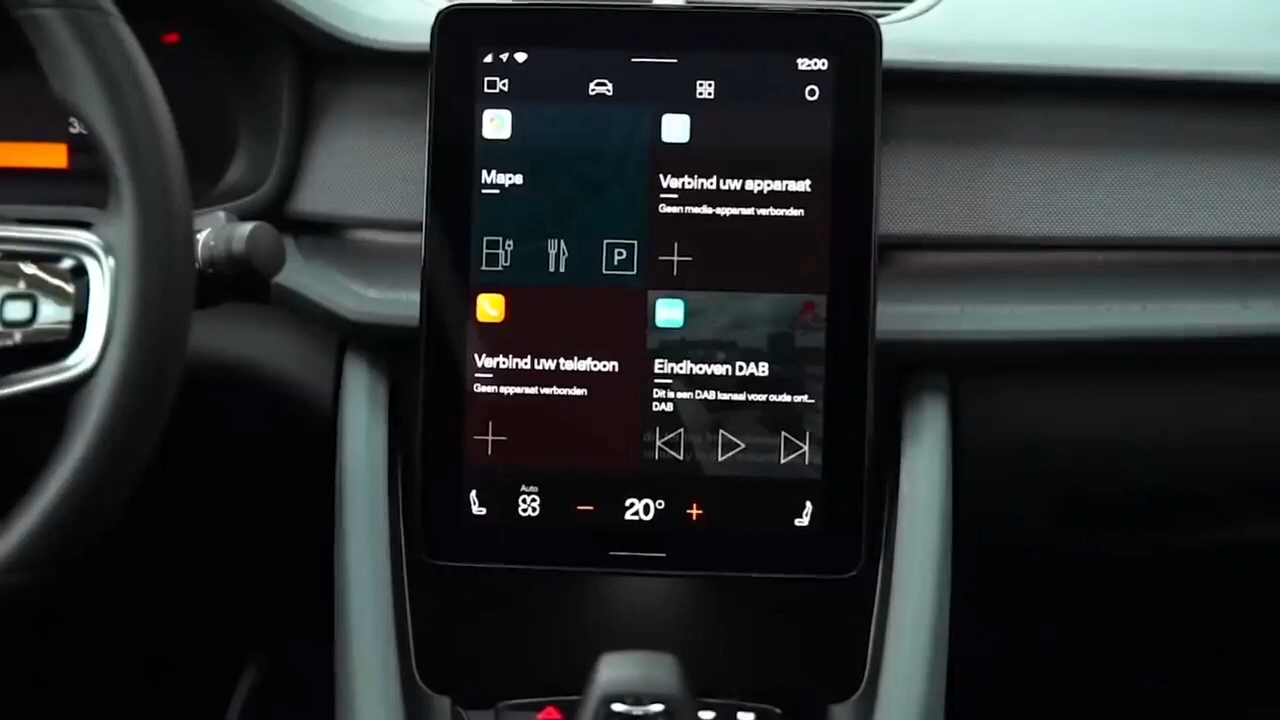 12:00
Maps
Verbind uw apparaat
Geen media-apparaat verbonden
P
Verbind uw telefoon
Geen apparaat verbonden
Eindhoven DAB
Dit is een DAB kanaal voor oude ont...
DAB
Auto
20°